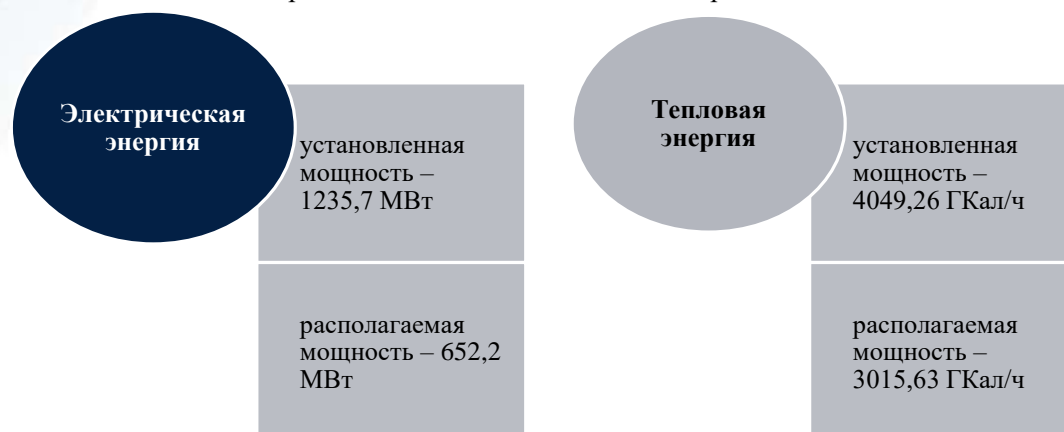 Электрическая
энергия
установленная
мощность –
1235,7 МВт
располагаемая
мощность – 652,2
МВт
Тепловая
энергия
установленная
мощность –
4049,26 ГКал/ч
располагаемая
мощность –
3015,63 ГКал/ч